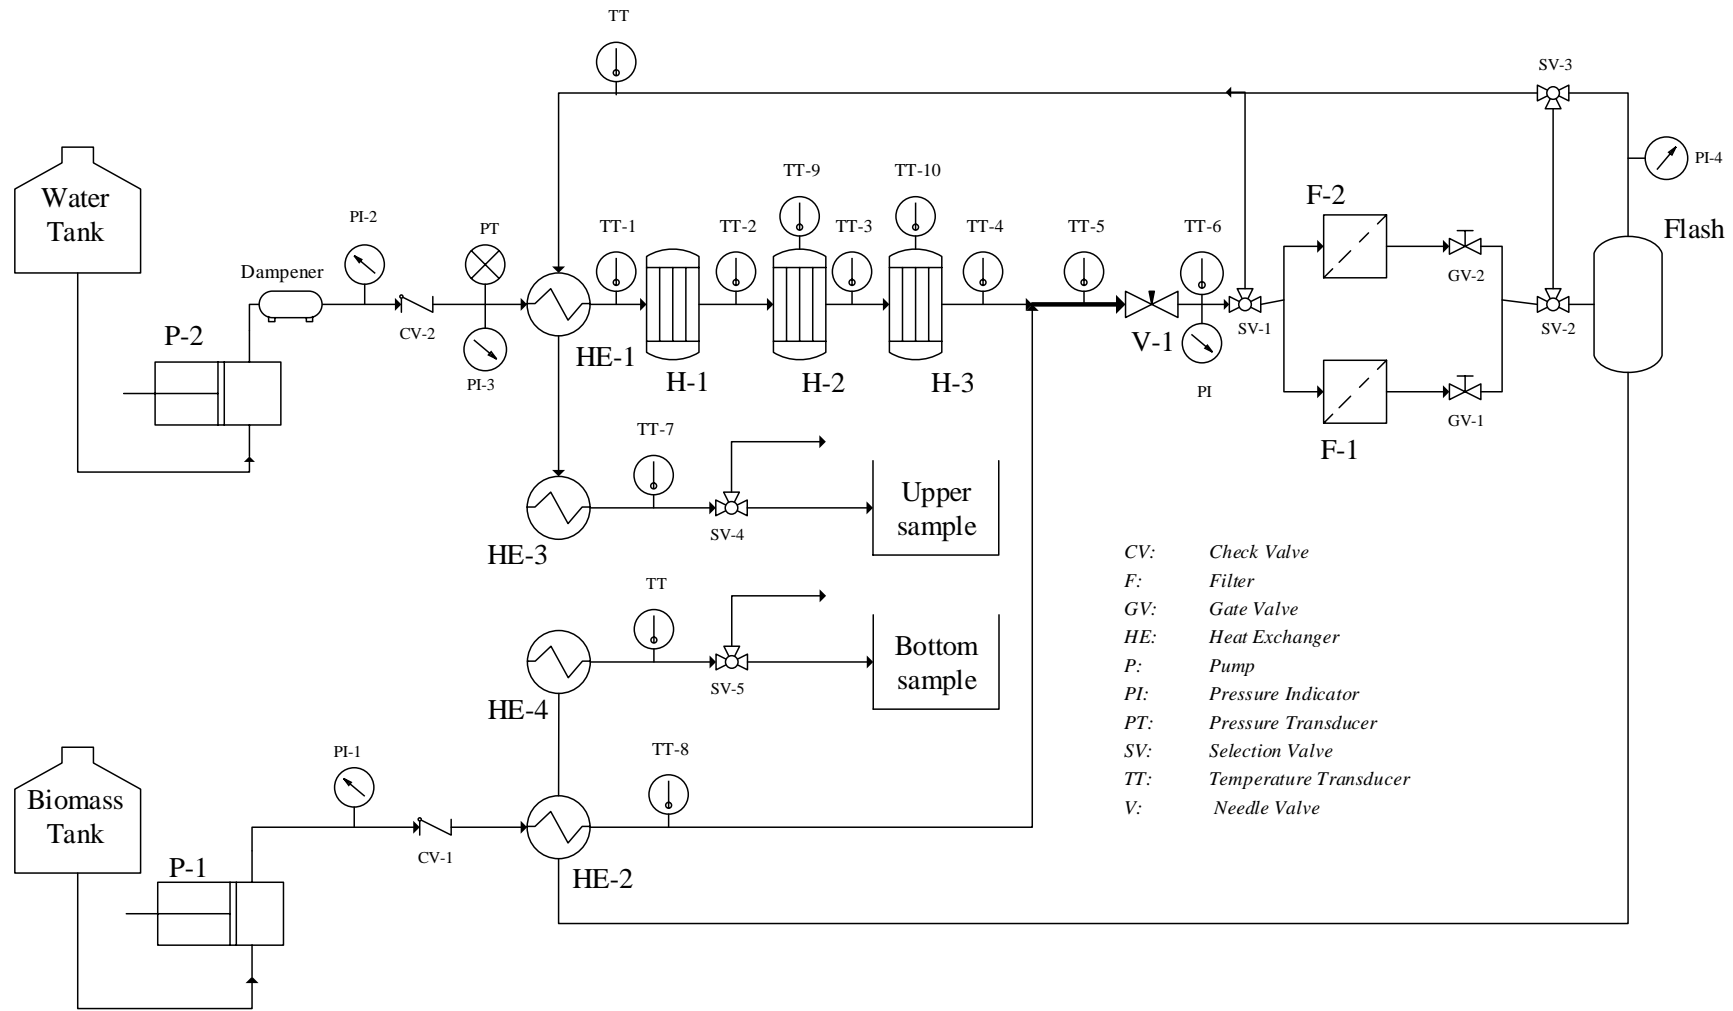 TT
SV-3
Water
Tank
PI-2
PT
TT-1
TT-2
TT-9
TT-3
TT-10
TT-4
TT-5
TT-6
F-2
PI-4
Flash
Dampener
P-2
CV-2
PI-3
HE-1
H-1
H-2
H-3
V-1
PI
SV-1
GV-2
SV-2
GV-1
F-1
TT-7
HE-3
SV-4
Upper
sample
TT
HE-4
SV-5
Bottom
sample
CV: Check Valve
F: Filter
GV: Gate Valve
HE: Heat Exchanger
P: Pump
PI: Pressure Indicator
PT: Pressure Transducer
SV: Selection Valve
TT: Temperature Transducer
V: Needle Valve
Biomass
Tank
PI-1
TT-8
P-1
CV-1
HE-2